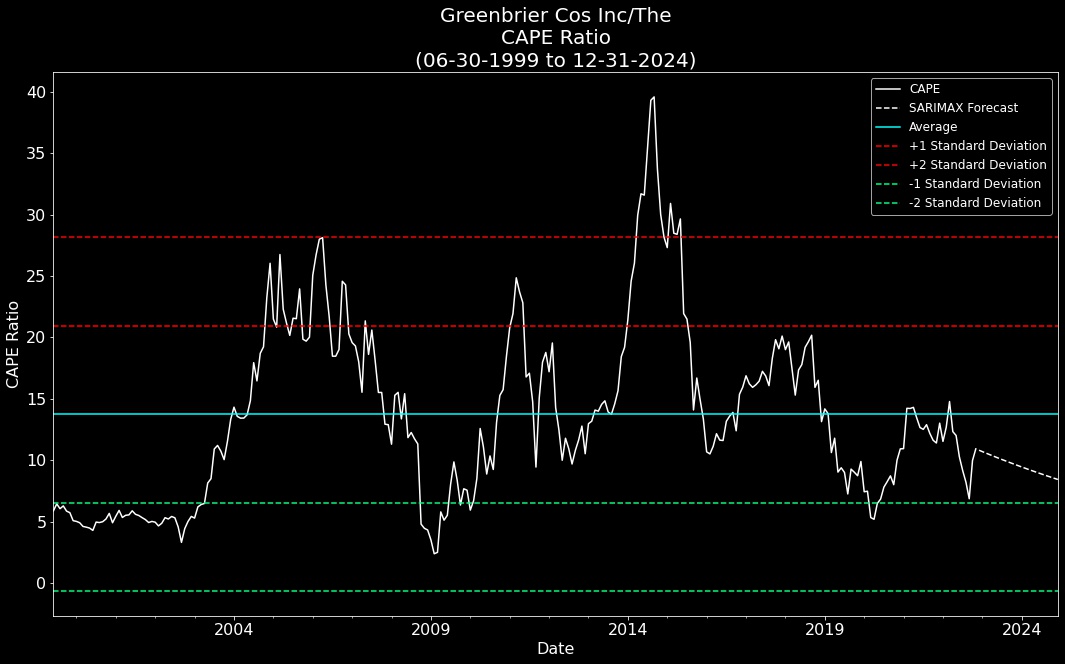 Greenbrier Cos Inc/The
CAPE Ratio
(06-30-1999 to 12-31-2024)
CAPE
SARIMAX Forecast
Average
+1 Standard Deviation
+2 Standard Deviation
-1 Standard Deviation
-2 Standard Deviation
CAPE Ratio
40
35
30
25
20
15
10
5
0
2004
2009
2014
2019
2024
Date